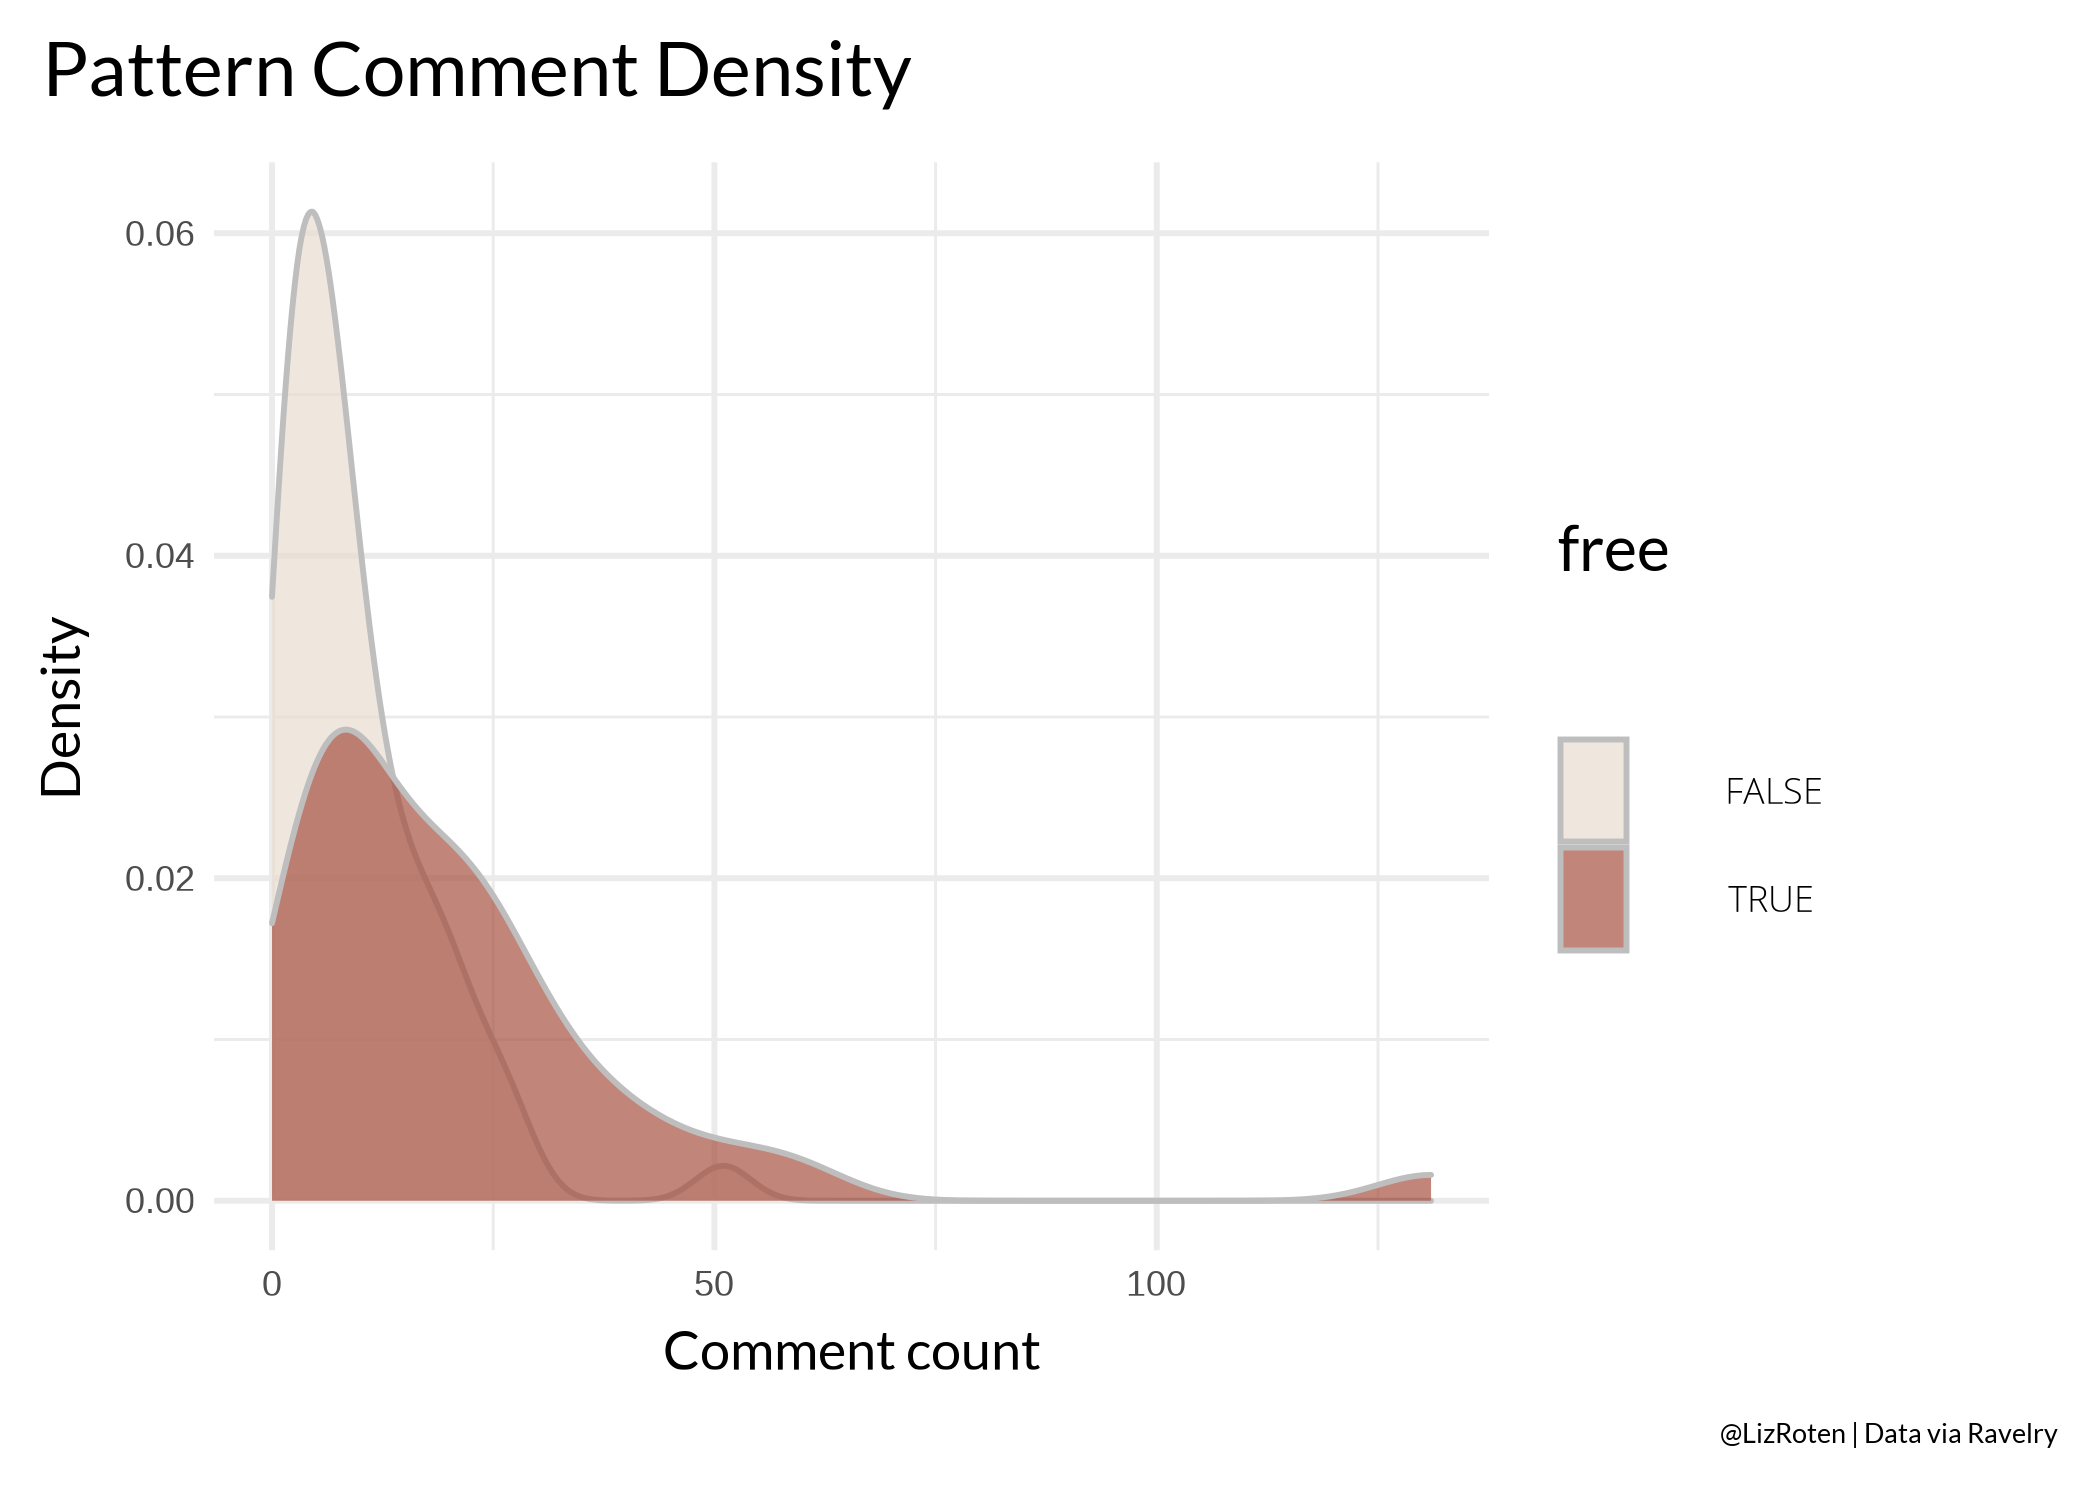 Pattern Comment Density
0.06
0.04
0.02
0.00
Density
0
50
100
Comment count
free
FALSE
TRUE
@LizRoten | Data via Ravelry